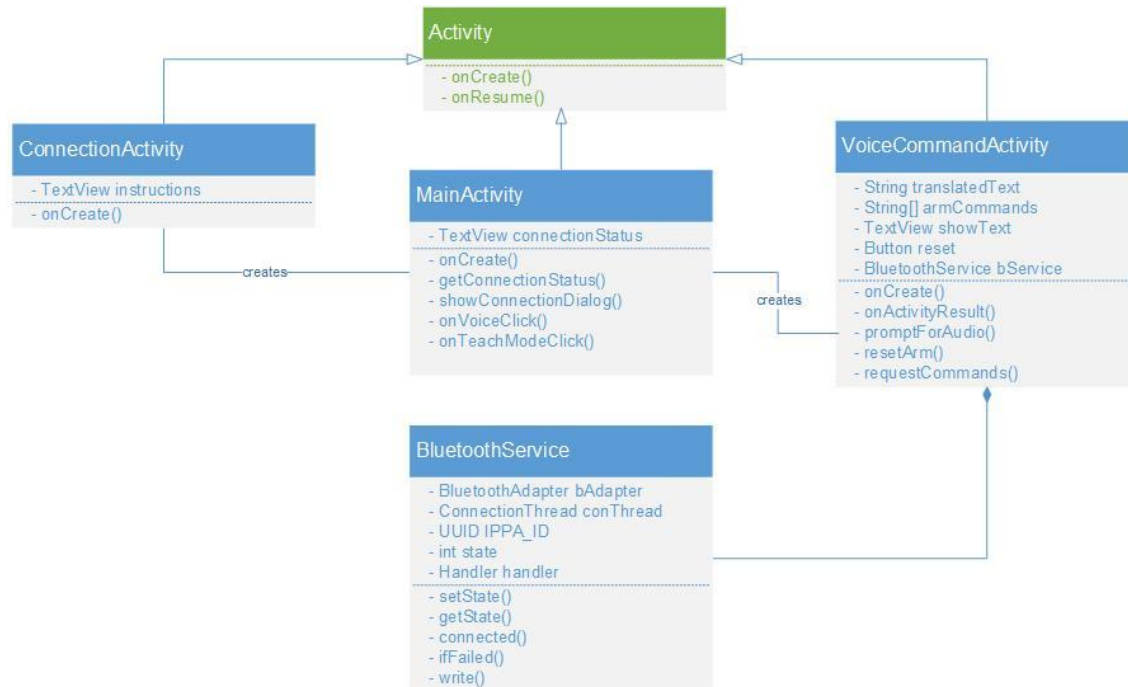 Activity
- onCreate()
- onResume()
ConnectionActivity
- TextView instructions
- onCreate()
MainActivity
- TextView connectionStatus
- onCreate()
- getConnectionStatus()
- showConnectionDialog()
- onVoiceClick()
- onTeachModeClick()
VoiceCommandActivity
- String translatedText
- String[] armCommands
- TextView showText
- Button reset
- BluetoothService bService
- onCreate()
- onActivityResult()
- promptForAudio()
- resetArm()
- requestCommands()
creates
creates
BluetoothService
- BluetoothAdapter bAdapter
- ConnectionThread conThread
- UUID IPPA_ID
- int state
- Handler handler
- setState()
- getState()
- connected()
- ifFailed()
- write()